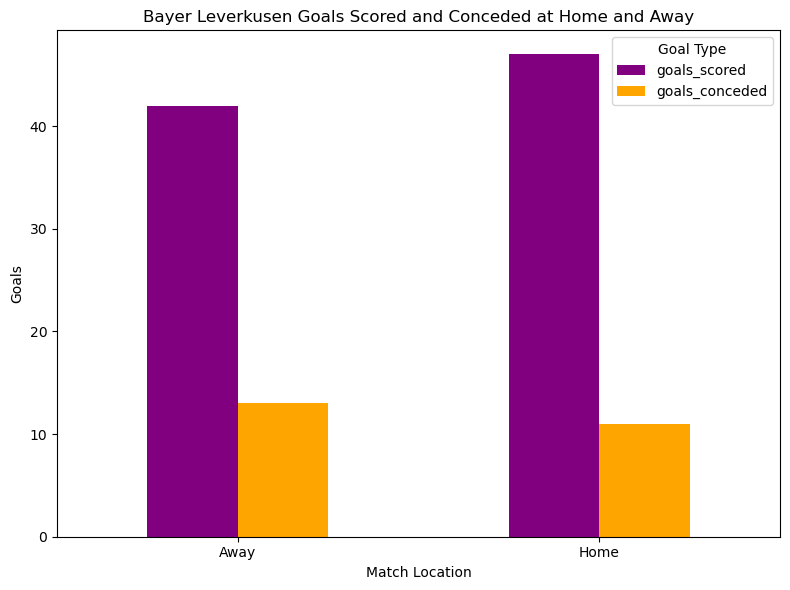 Bayer Leverkusen Goals Scored and Conceded at Home and Away
Goal Type
goals_scored
goals_conceded
40
30
20
10
0
Goals
Away
Home
Match Location